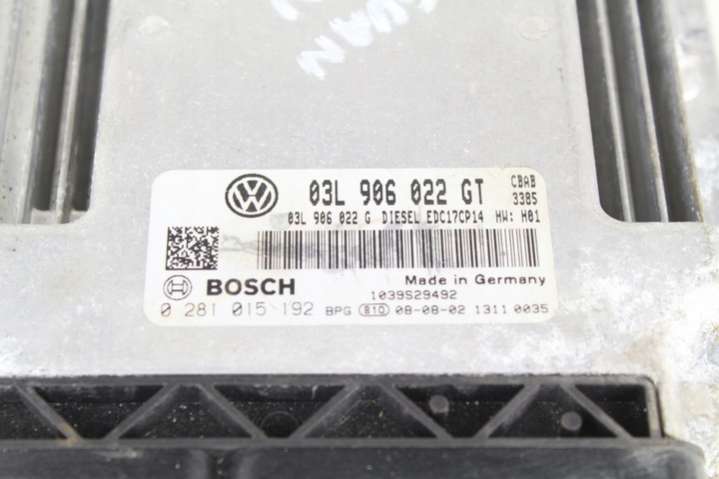 03L 906 022 GT CBAB
3385
03L 906 022 G DIESEL EDC17CP14 HW: H01
BOSCH Made in Germany
1039S29492
0 281 015 192 BPG 810 08-08-02 1311 0035